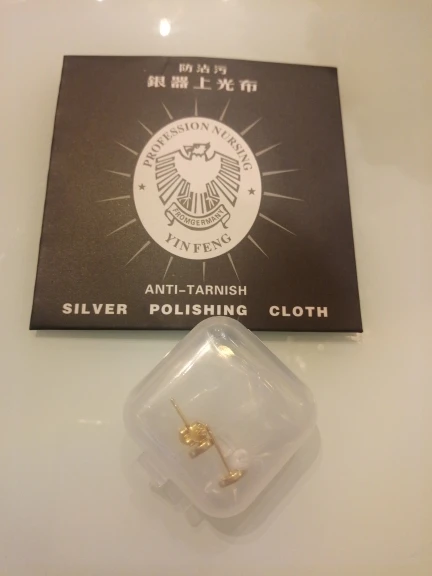 防沾污
銀器上光布
PROFESSION NURSING
FROMGERMANY
YIN FENG
ANTI-TARNISH
SILVER POLISHING CLOTH